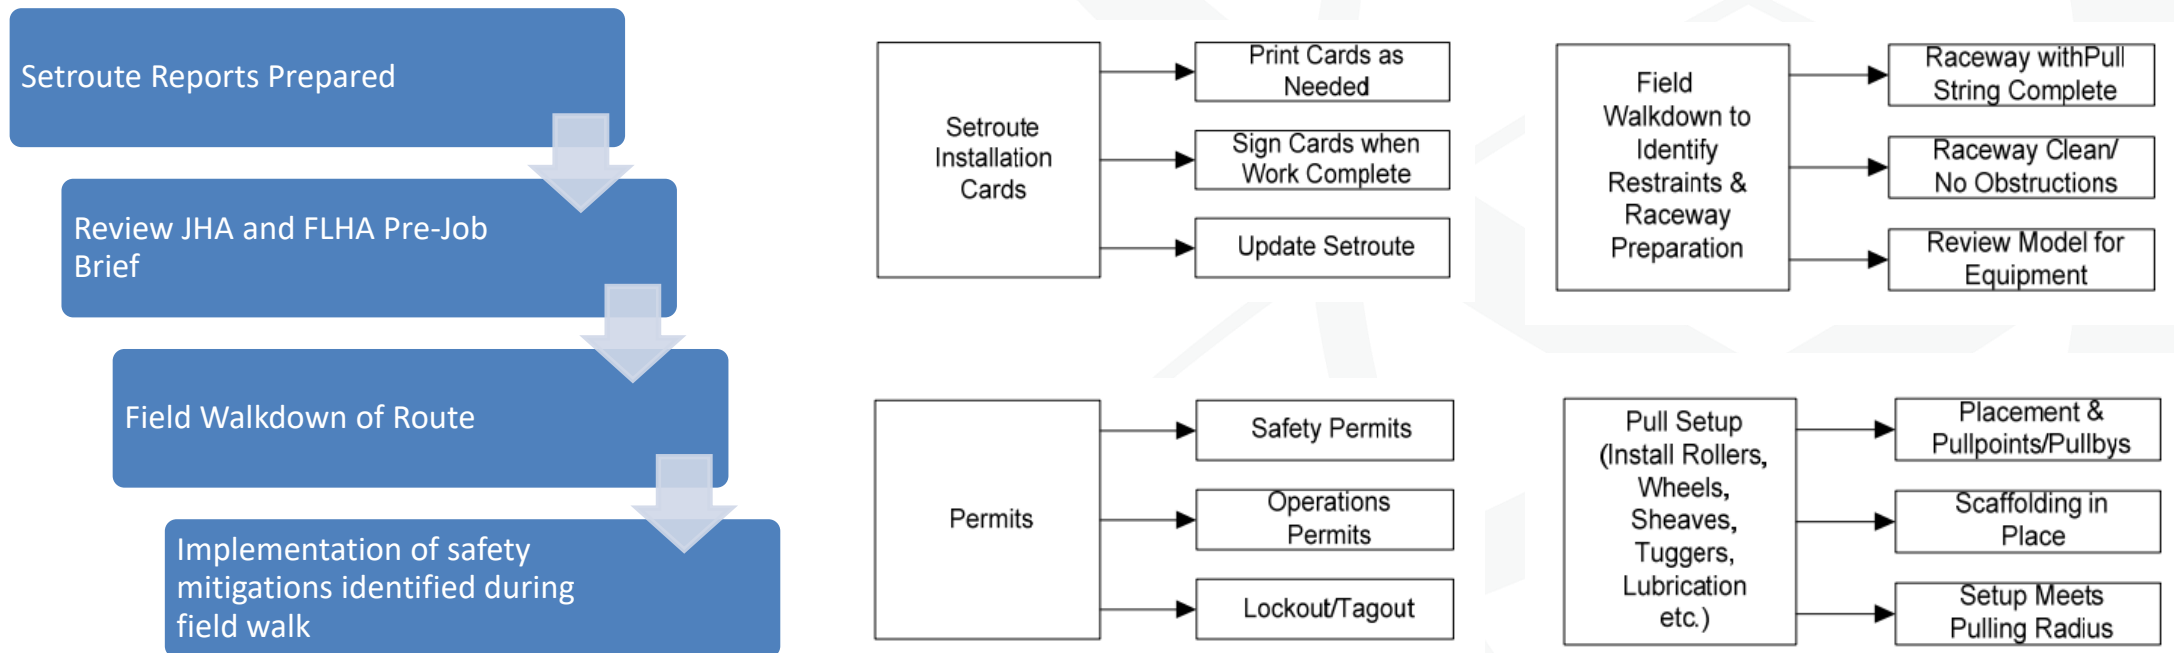 Setroute Reports Prepared
Review JHA and FLHA Pre-Job
Brief
Field Walkdown of Route
Implementation of safety
mitigations identified during
field walk
Setroute
Installation
Cards
Print Cards as
Needed
Sign Cards when
Work Complete
Update Setroute
Field
Walkdown to
Identify
Restraints &
Raceway
Preparation
Raceway withPull
String Complete
Raceway Clean/
No Obstructions
Review Model for
Equipment
Permits
Safety Permits
Operations
Permits
Lockout/Tagout
Pull Setup
(Install Rollers,
Wheels,
Sheaves,
Tuggers,
Lubrication
etc.)
Placement &
Pullpoints/Pullbys
Scaffolding in
Place
Setup Meets
Pulling Radius